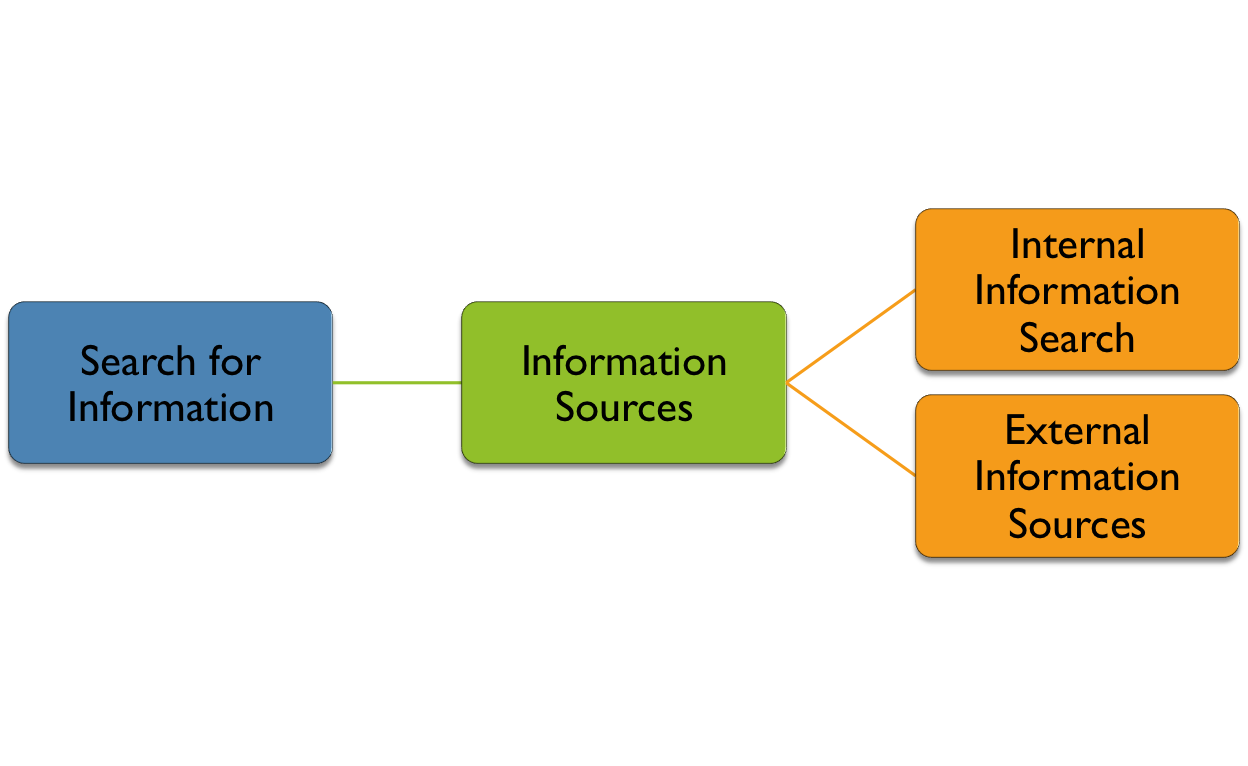 Search for
Information
Information
Sources
Internal
Information
Search
External
Information
Sources